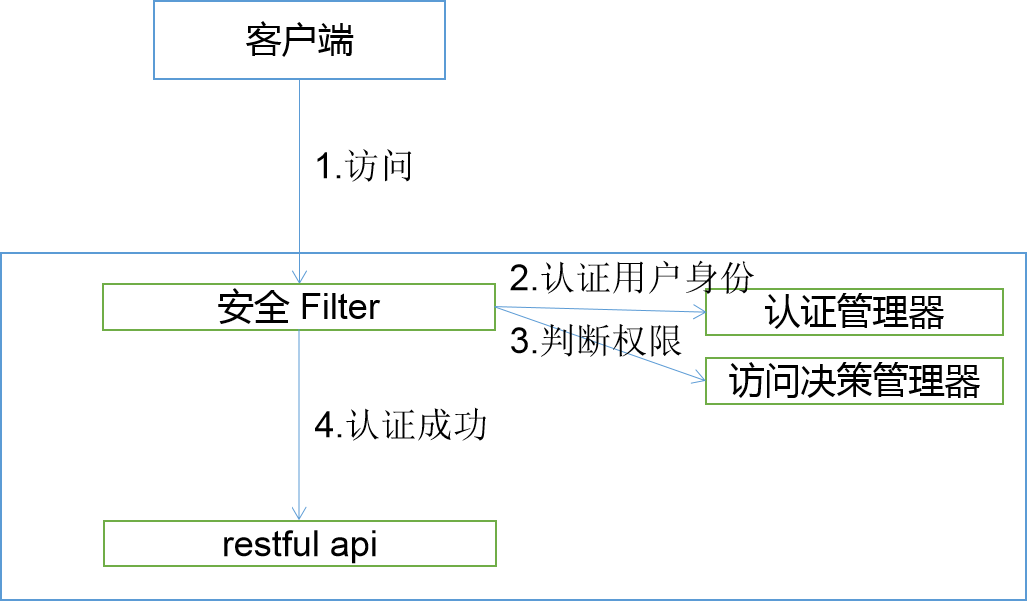 客户端
1.访问
安全 Filter
2.认证用户身份
认证管理器
3.判断权限
访问决策管理器
4.认证成功
restful api